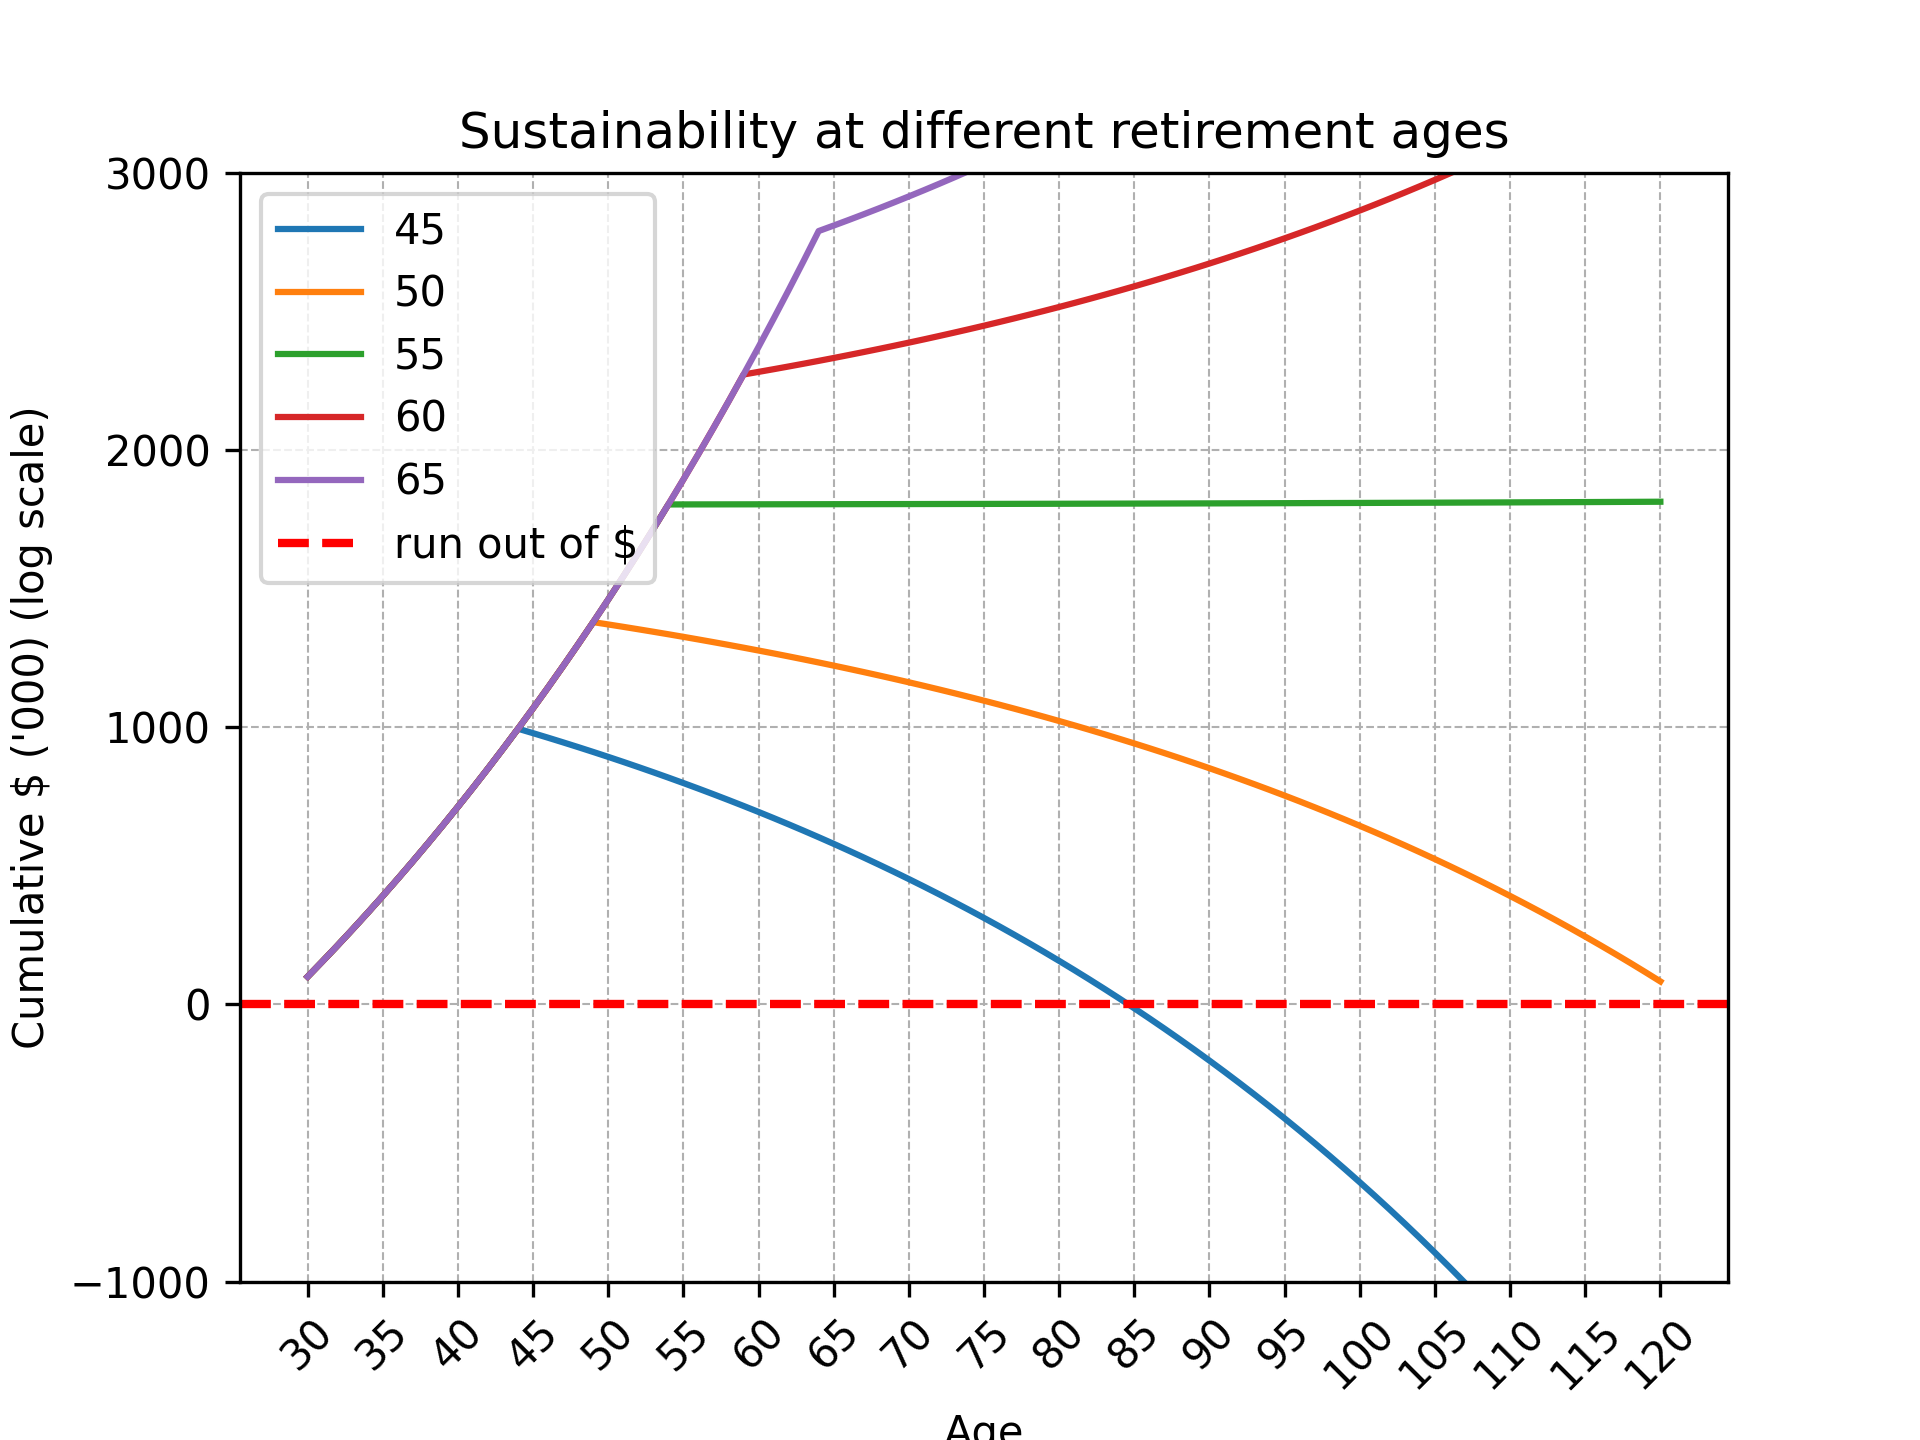 Sustainability at different retirement ages
3000
2000
1000
0
−1000
Cumulative $ ('000) (log scale)
45
50
55
60
65
run out of $
30 35 40 45 50 55 60 65 70 75 80 85 90 95 100 105 110 115 120
Age